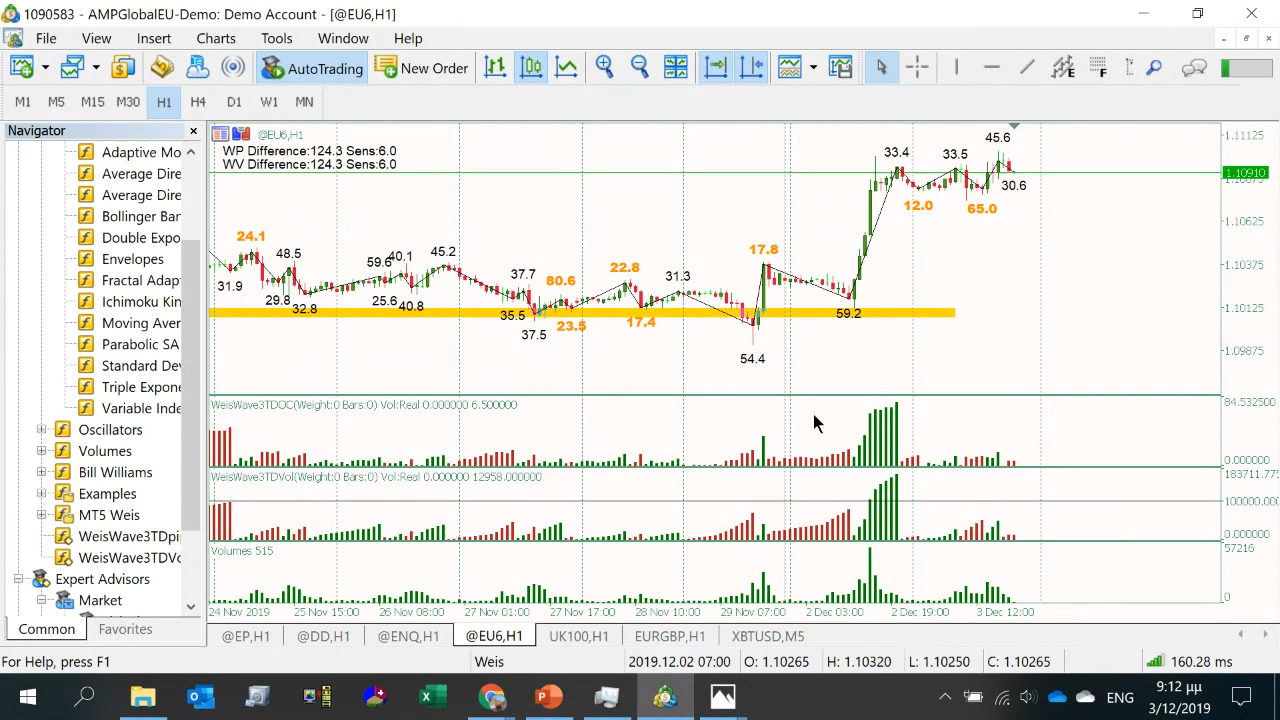 1090583 - AMPGlobalEU-Demo: Demo Account - [@EU6,H1]
File View Insert Charts Tools Window Help
AutoTrading New Order E F
M1 M5 M15 M30 H1 H4 D1 W1 MN
Navigator
Adaptive Mo
Average Dire
Average Dire
Bollinger Ban
Double Expo
Envelopes
Fractal Adap
Ichimoku Kin
Moving Aver
Parabolic SA
Standard Dev
Triple Expone
Variable Inde
Oscillators
Volumes
Bill Williams
Examples
MT5 Weis
WeisWave3TDpi
WeisWave3TDVo
Expert Advisors
Market
Common Favorites
@EU6,H1
WP Difference:124.3 Sens:6.0
WV Difference:124.3 Sens:6.0
24.1
31.9
29.8
48.5
32.8
59.6
25.6
40.1
40.8
45.2
35.5
37.7
37.5
80.6
23.5
22.8
17.4
31.3
54.4
17.8
59.2
33.4
12.0
33.5
65.0
45.6
30.6
1.11125
1.10910
1.10625
1.10375
1.10125
1.09875
WeisWave3TDOC(Weight:0 Bars:0) Vol:Real 0.000000 6.500000
84.532500
0.000000
WeisWave3TDVol(Weight:0 Bars:0) Vol:Real 0.000000 12958.000000
183711.775
100000.000
0.000000
Volumes 515
57216
0
24 Nov 2019 25 Nov 15:00 26 Nov 08:00 27 Nov 01:00 27 Nov 17:00 28 Nov 10:00 29 Nov 07:00 2 Dec 03:00 2 Dec 19:00 3 Dec 12:00
@EP,H1 @DD,H1 @ENQ,H1 @EU6,H1 UK100,H1 EURGBP,H1 XBTUSD,M5
For Help, press F1 Weis 2019.12.02 07:00 O: 1.10265 H: 1.10320 L: 1.10250 C: 1.10265 160.28 ms
ENG 9:12 μμ
3/12/2019